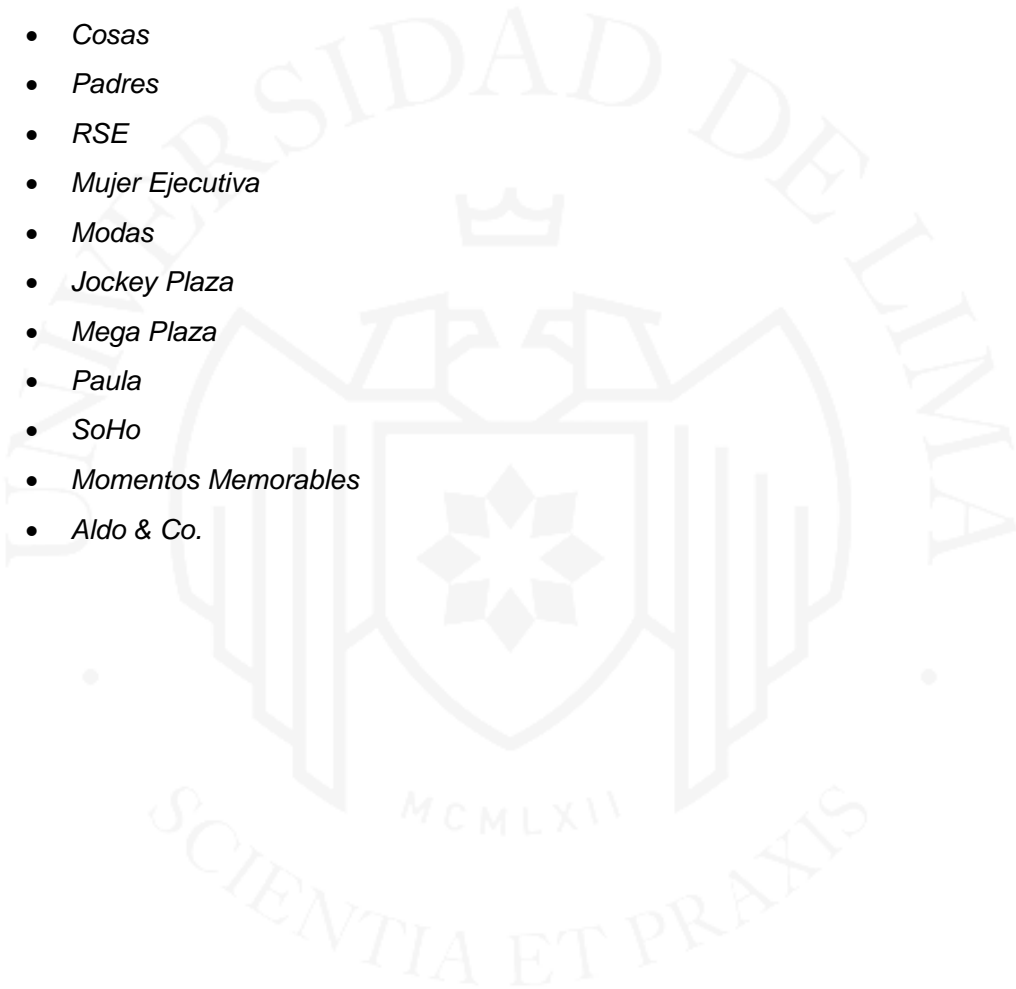 • Cosas
• Padres
• RSE
• Mujer Ejecutiva
• Modas
• Jockey Plaza
• Mega Plaza
• Paula
• SoHo
• Momentos Memorables
• Aldo & Co.
UNIVERSIDAD DE LIMA
MCMLXII
SCIENTIA ET PRAXIS